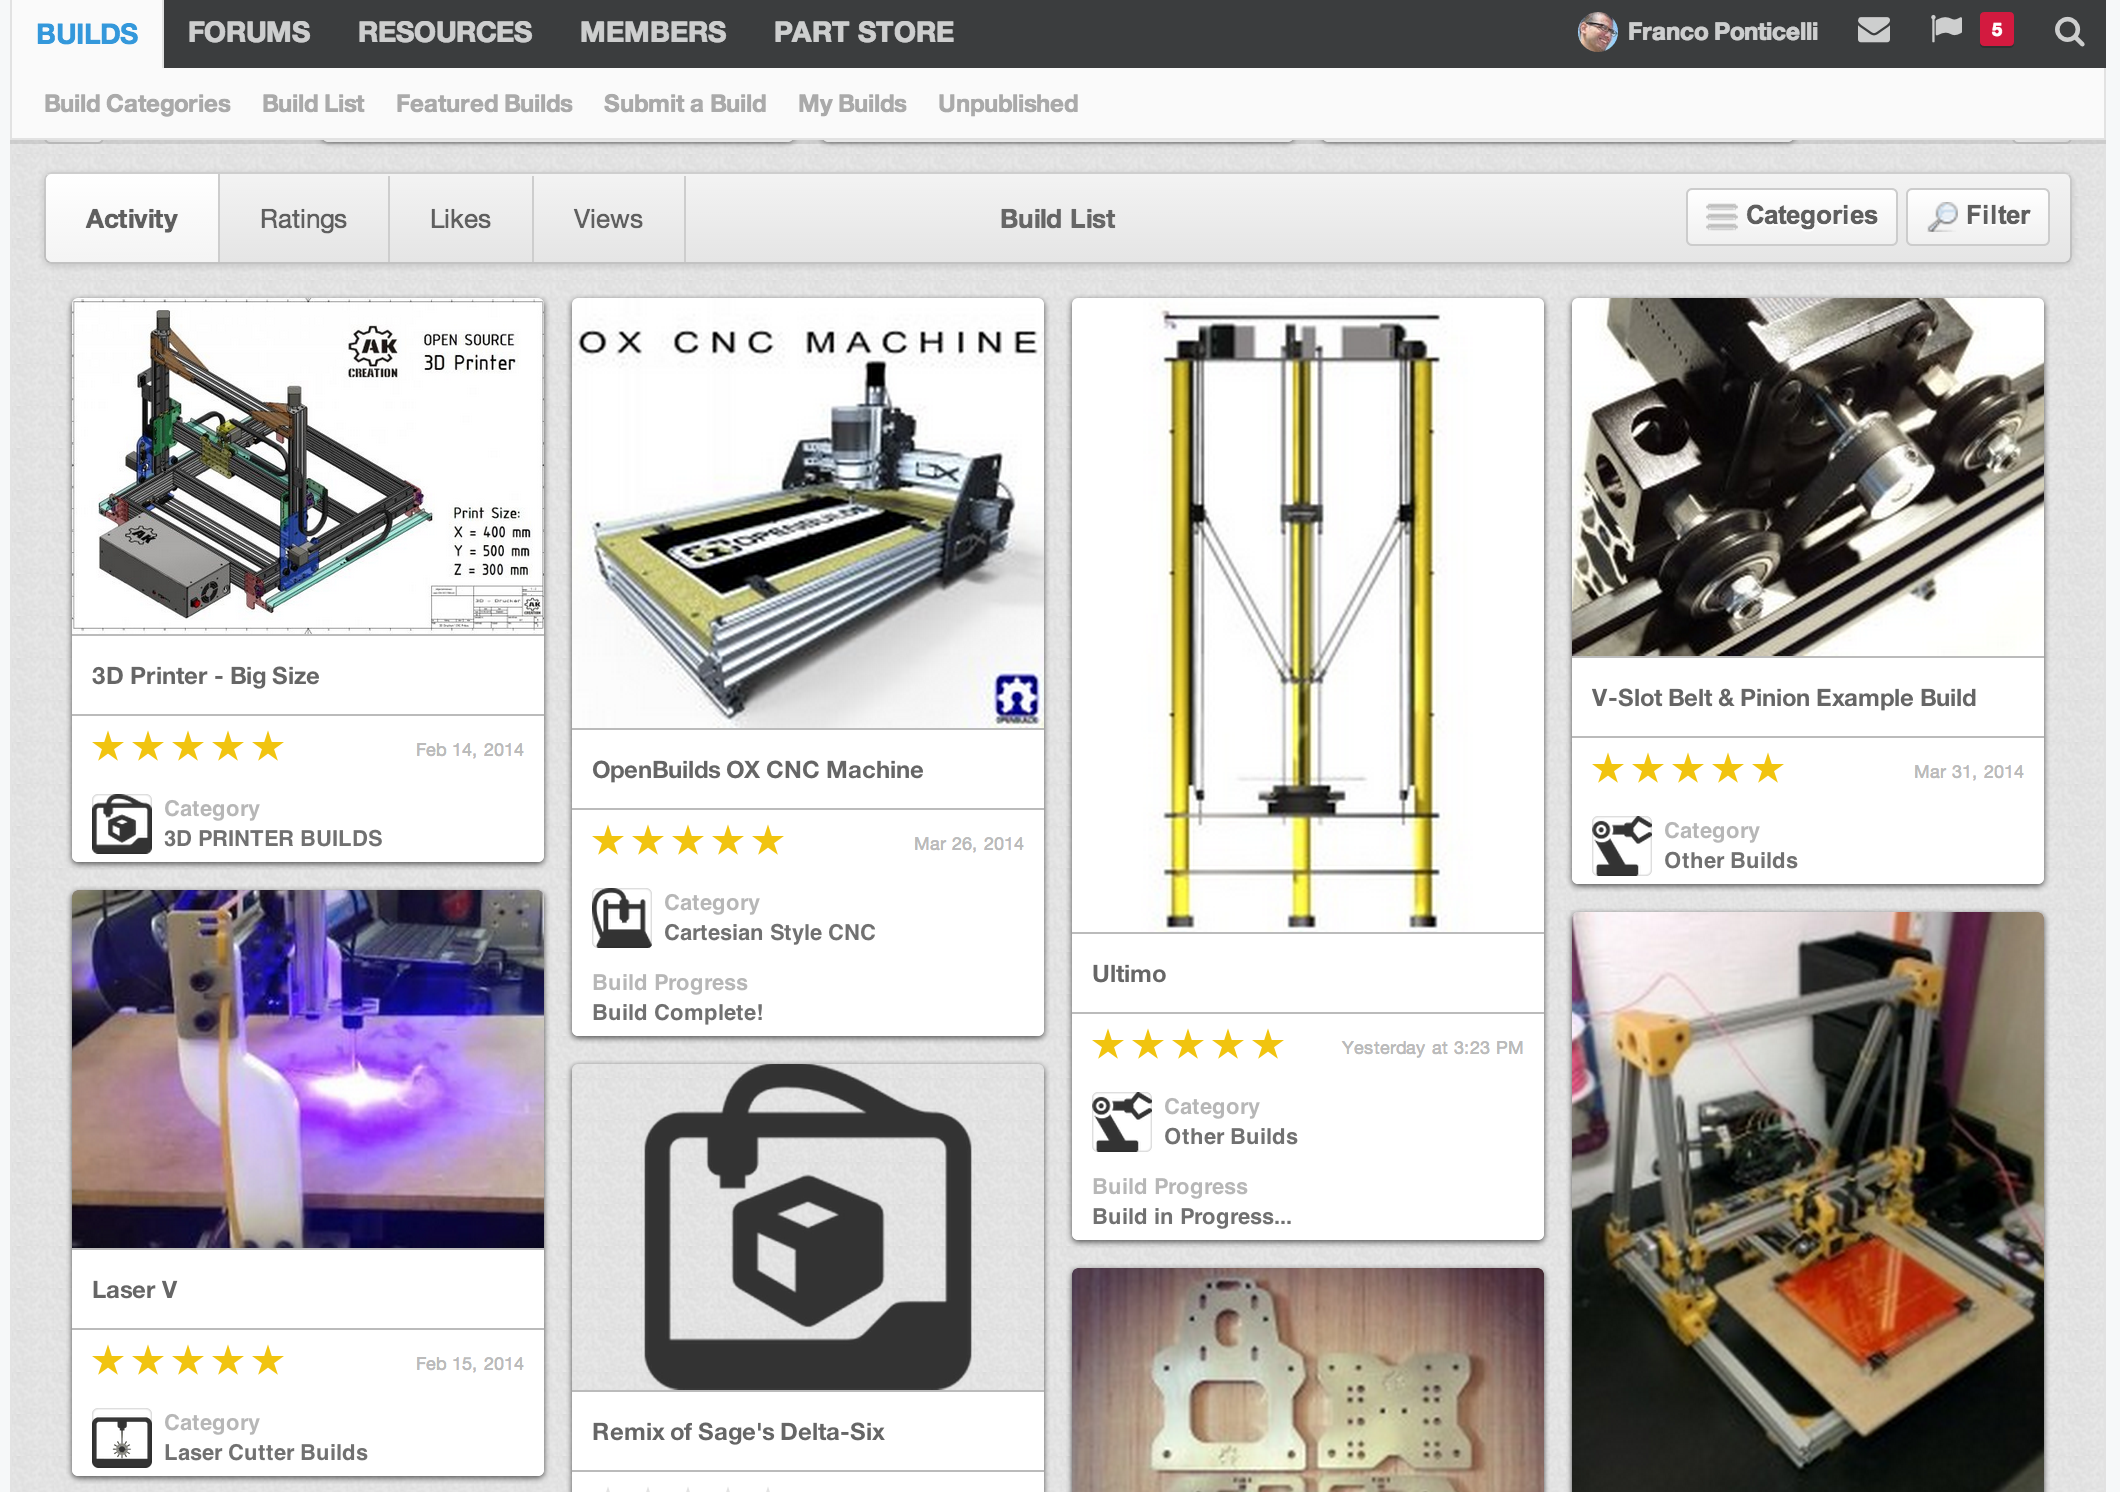 BUILDS FORUMS RESOURCES MEMBERS PART STORE Franco Ponticelli 5
Build Categories Build List Featured Builds Submit a Build My Builds Unpublished
Activity Ratings Likes Views Build List Categories Filter
AK
CREATION
OPEN SOURCE
3D Printer
Print Size:
X = 400 mm
Y = 500 mm
Z = 300 mm
3D Printer - Big Size
Feb 14, 2014
Category
3D PRINTER BUILDS
Laser V
Feb 15, 2014
Category
Laser Cutter Builds
OX CNC MACHINE
OX
OPENBUILDS
OpenBuilds OX CNC Machine
Mar 26, 2014
Category
Cartesian Style CNC
Build Progress
Build Complete!
Remix of Sage's Delta-Six
Ultimo
Yesterday at 3:23 PM
Category
Other Builds
Build Progress
Build in Progress...
V-Slot Belt & Pinion Example Build
Mar 31, 2014
Category
Other Builds